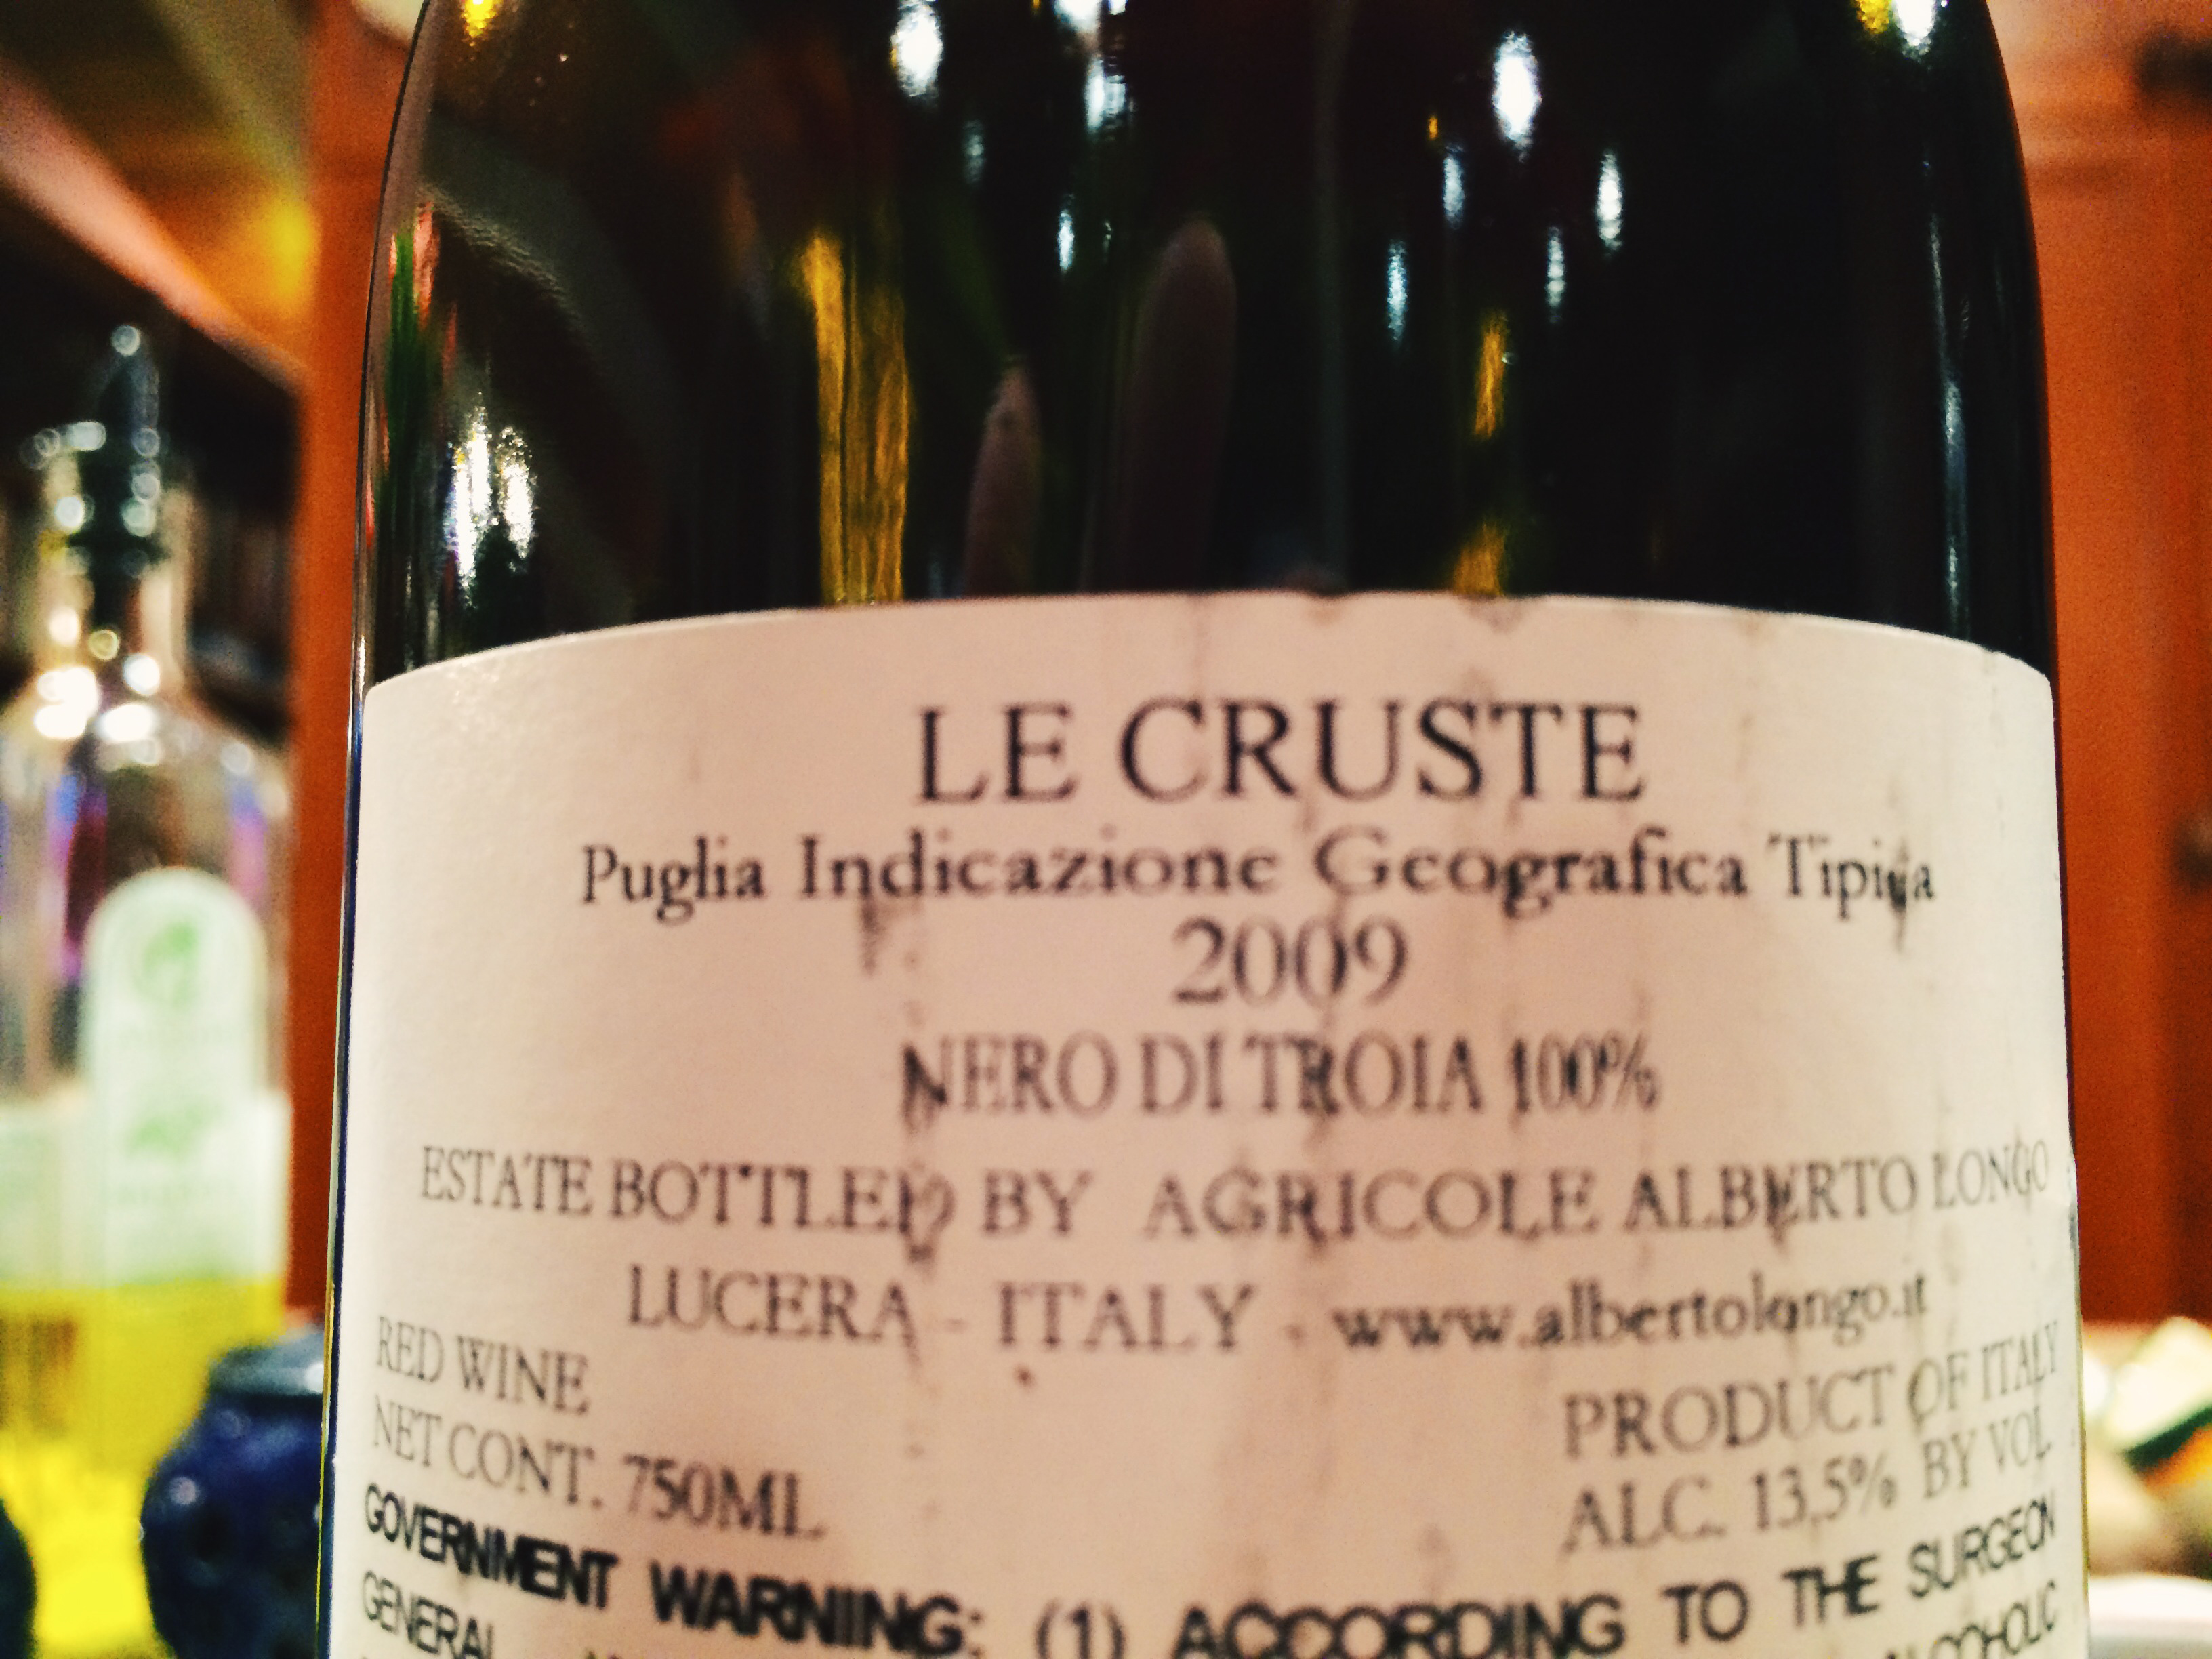 LE CRUSTE
Puglia Indicazione Geografica Tipica
2009
NERO DI TROIA 100%
ESTATE BOTTLED BY AGRICOLE ALBERTO LONGO
LUCERA - ITALY - www.albertolongo.it
RED WINE
PRODUCT OF ITALY
NET CONT. 750ML
ALC. 13,5% BY VOL.
GOVERNMENT WARNING: (1) ACCORDING TO THE SURGEON
GENERAL ALCOHOLIC